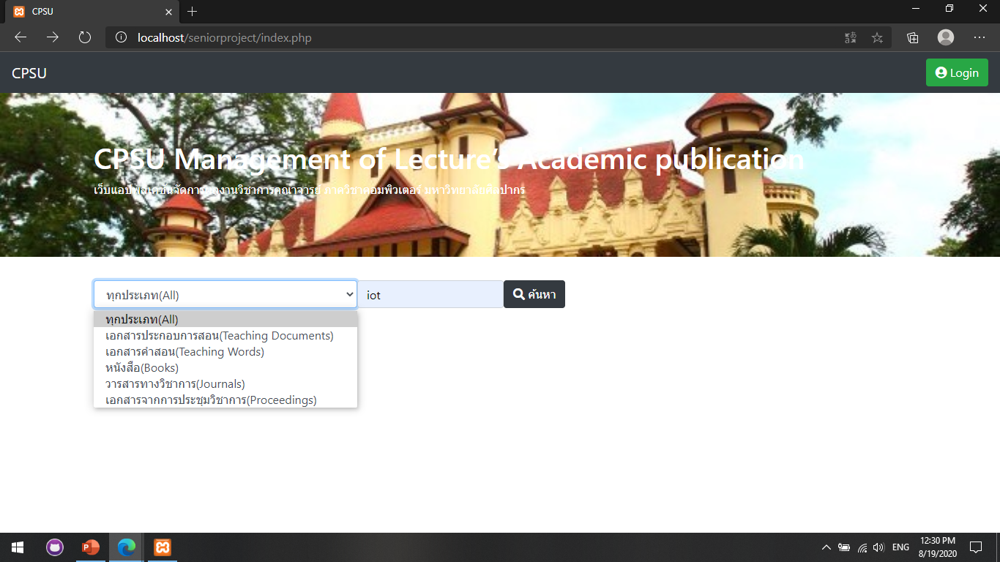 CPSU
localhost/seniorproject/index.php
CPSU
Login
CPSU Management of Lecture's Academic publication
เว็บแอปพลิเคชันจัดการผลงานวิชาการคณาจารย์ ภาควิชาคอมพิวเตอร์ มหาวิทยาลัยศิลปากร
ทุกประเภท(All)
iot
ค้นหา
ทุกประเภท(All)
เอกสารประกอบการสอน(Teaching Documents)
เอกสารคำสอน(Teaching Words)
หนังสือ(Books)
วารสารทางวิชาการ(Journals)
เอกสารจากการประชุมวิชาการ(Proceedings)
ENG
12:30 PM
8/19/2020